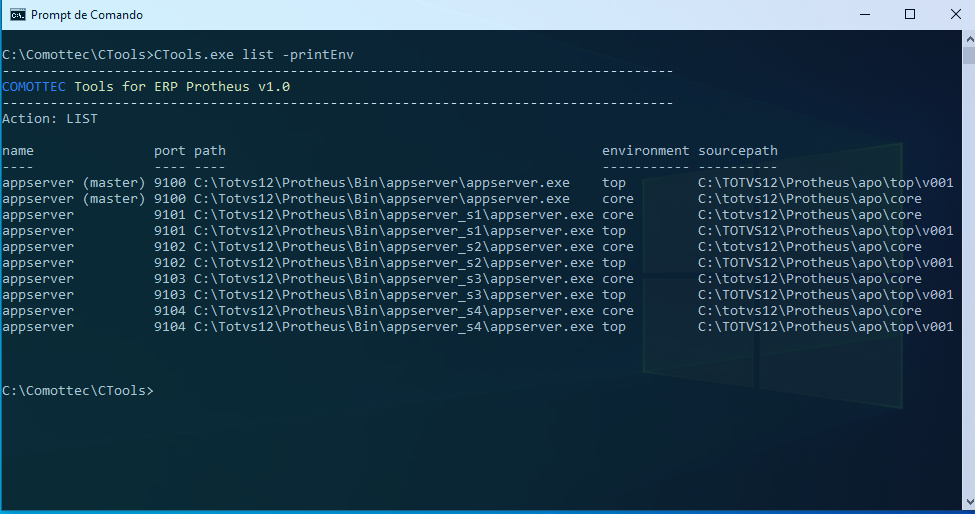 Prompt de Comando
C:\Comottec\CTools>CTools.exe list -printEnv
------------------------------------------------------------------------------------
COMOTTEC Tools for ERP Protheus v1.0
------------------------------------------------------------------------------------
Action: LIST
name port path environment sourcepath
---- ---- ---- ----------- ----------
appserver (master) 9100 C:\Totvs12\Protheus\Bin\appserver\appserver.exe top C:\TOTVS12\Protheus\apo\top\v001
appserver (master) 9100 C:\Totvs12\Protheus\Bin\appserver\appserver.exe core C:\totvs12\Protheus\apo\core
appserver 9101 C:\Totvs12\Protheus\Bin\appserver_s1\appserver.exe core C:\totvs12\Protheus\apo\core
appserver 9101 C:\Totvs12\Protheus\Bin\appserver_s1\appserver.exe top C:\TOTVS12\Protheus\apo\top\v001
appserver 9102 C:\Totvs12\Protheus\Bin\appserver_s2\appserver.exe core C:\totvs12\Protheus\apo\core
appserver 9102 C:\Totvs12\Protheus\Bin\appserver_s2\appserver.exe top C:\TOTVS12\Protheus\apo\top\v001
appserver 9103 C:\Totvs12\Protheus\Bin\appserver_s3\appserver.exe core C:\totvs12\Protheus\apo\core
appserver 9103 C:\Totvs12\Protheus\Bin\appserver_s3\appserver.exe top C:\TOTVS12\Protheus\apo\top\v001
appserver 9104 C:\Totvs12\Protheus\Bin\appserver_s4\appserver.exe core C:\totvs12\Protheus\apo\core
appserver 9104 C:\Totvs12\Protheus\Bin\appserver_s4\appserver.exe top C:\TOTVS12\Protheus\apo\top\v001
C:\Comottec\CTools>